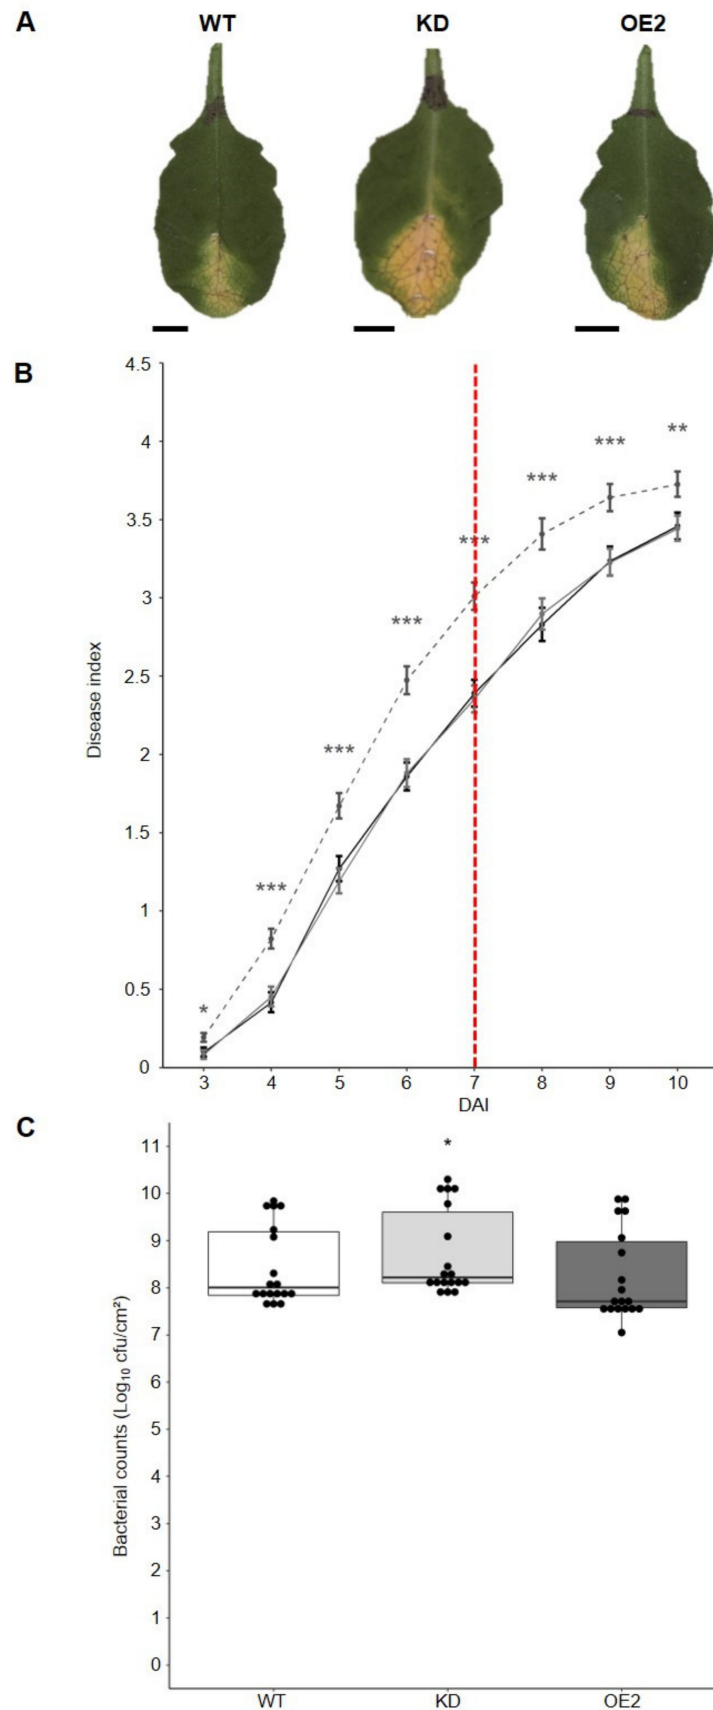 A
WT KD OE2
B
4.5
4
3.5
3
2.5
2
1.5
1
0.5
0
Disease index
* *** *** *** *** *** *** **
3 4 5 6 7 8 9 10
DAI
C
11
10
9
8
7
6
5
4
3
2
1
0
Bacterial counts (Log₁₀ cfu/cm²)
*
WT KD OE2